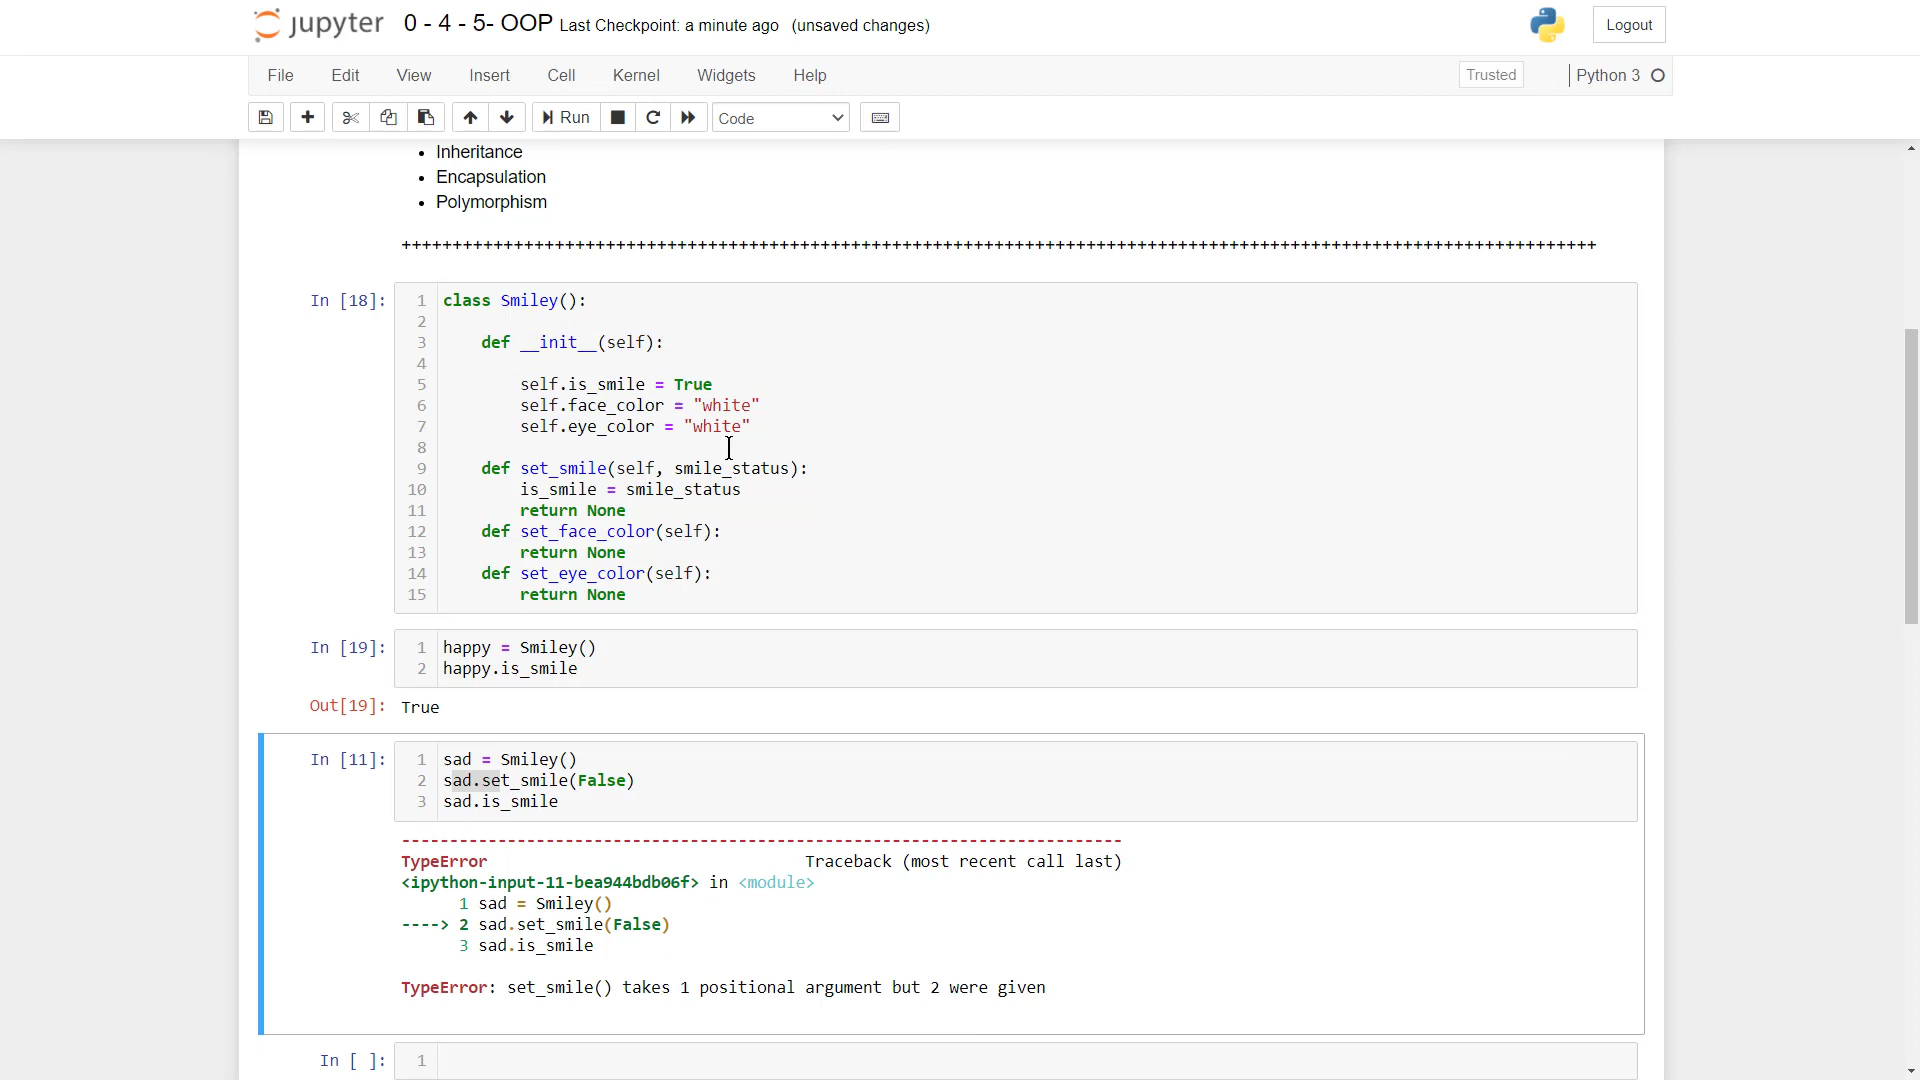 jupyter 0 - 4 - 5- OOP Last Checkpoint: a minute ago (unsaved changes) Logout
File Edit View Insert Cell Kernel Widgets Help Trusted Python 3
Run Code
Inheritance
Encapsulation
Polymorphism
++++++++++++++++++++++++++++++++++++++++++++++++++++++++++++++++++++++++++++++++++++++++++++++++++++++++++++++++++++++++
In [18]: 1 class Smiley():
2
3 def __init__(self):
4
5 self.is_smile = True
6 self.face_color = "white"
7 self.eye_color = "white"
8
9 def set_smile(self, smile_status):
10 is_smile = smile_status
11 return None
12 def set_face_color(self):
13 return None
14 def set_eye_color(self):
15 return None
In [19]: 1 happy = Smiley()
2 happy.is_smile
Out[19]: True
In [11]: 1 sad = Smiley()
2 sad.set_smile(False)
3 sad.is_smile
---------------------------------------------------------------------------
TypeError Traceback (most recent call last)
<ipython-input-11-bea944bdb06f> in <module>
1 sad = Smiley()
----> 2 sad.set_smile(False)
3 sad.is_smile
TypeError: set_smile() takes 1 positional argument but 2 were given
In [ ]: 1